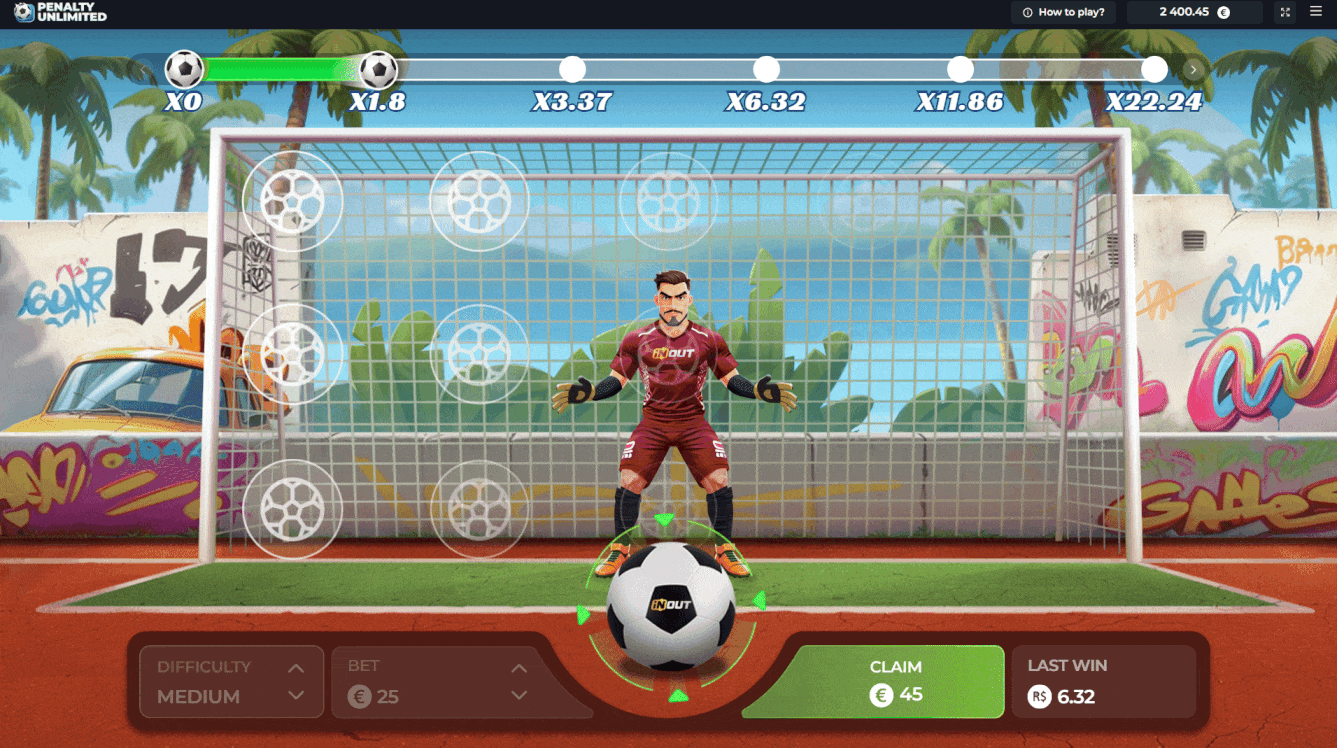 PENALTY
UNLIMITED
How to play?
2 400.45 €
X0
X1.8
X3.37
X6.32
X11.86
X22.24
iNOUT
iNOUT
DIFFICULTY
MEDIUM
BET
€ 25
CLAIM
€ 45
LAST WIN
R$ 6.32